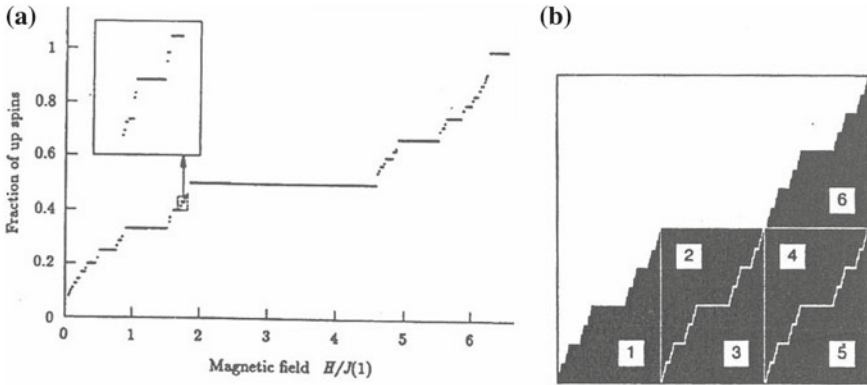 (a)
1
0.8
0.6
0.4
0.2
0
Fraction of up spins
0 1 2 3 4 5 6
Magnetic field H/J(1)
(b)
6
2 4
1 3 5